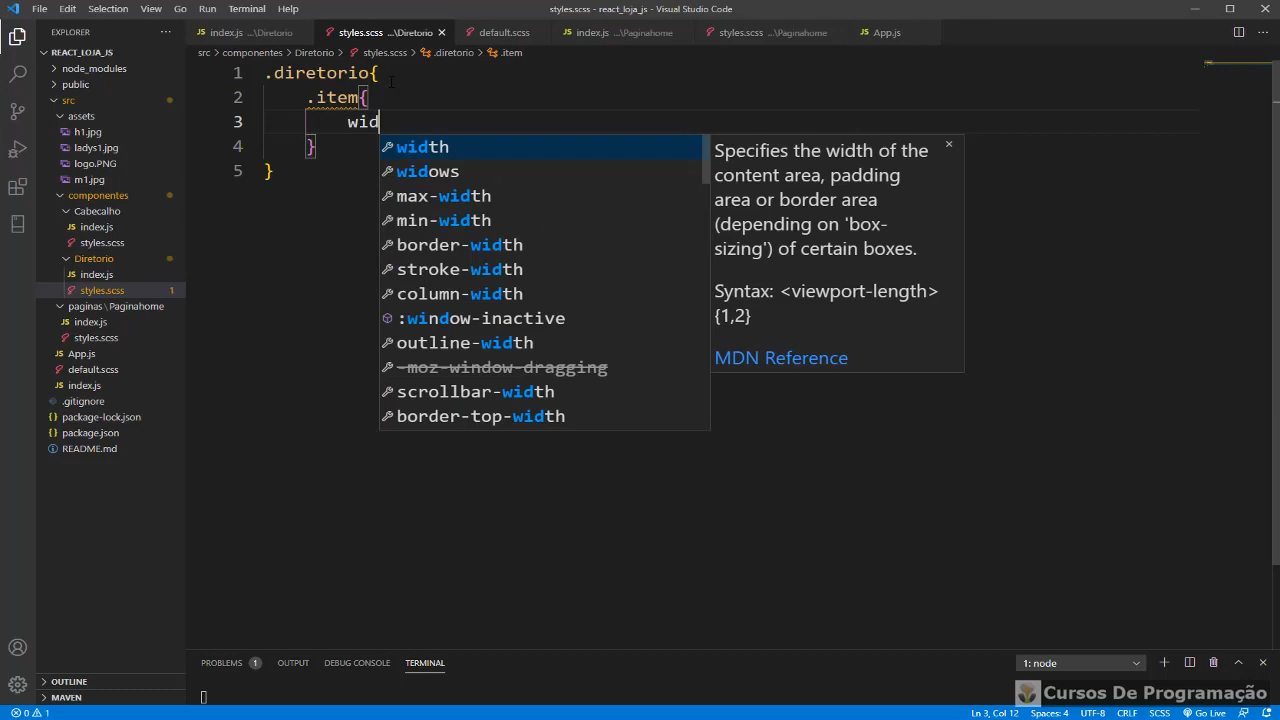 File Edit Selection View Go Run Terminal Help styles.scss - react_loja_js - Visual Studio Code
EXPLORER ... index.js ...\Diretorio styles.scss ...\Diretorio default.scss index.js ...\Paginahome styles.scss ...\Paginahome App.js
REACT_LOJA_JS
node_modules
public
src
assets
h1.jpg
ladys1.jpg
logo.PNG
m1.jpg
componentes
Cabecalho
index.js
styles.scss
Diretorio
index.js
styles.scss 1
paginas\Paginahome
index.js
styles.scss
App.js
default.scss
index.js
.gitignore
package-lock.json
package.json
README.md
OUTLINE
MAVEN
src > componentes > Diretorio > styles.scss > .diretorio > .item
1 .diretorio{
2 .item{
3 wid
4 }
5 }
width
widows
max-width
min-width
border-width
stroke-width
column-width
:window-inactive
outline-width
-moz-window-dragging
scrollbar-width
border-top-width
Specifies the width of the
content area, padding
area or border area
(depending on 'box-
sizing') of certain boxes.
Syntax: <viewport-length>
{1,2}
MDN Reference
PROBLEMS 1 OUTPUT DEBUG CONSOLE TERMINAL 1: node
Cursos De Programação
0 1 Ln 3, Col 12 Spaces: 4 UTF-8 CRLF SCSS Go Live